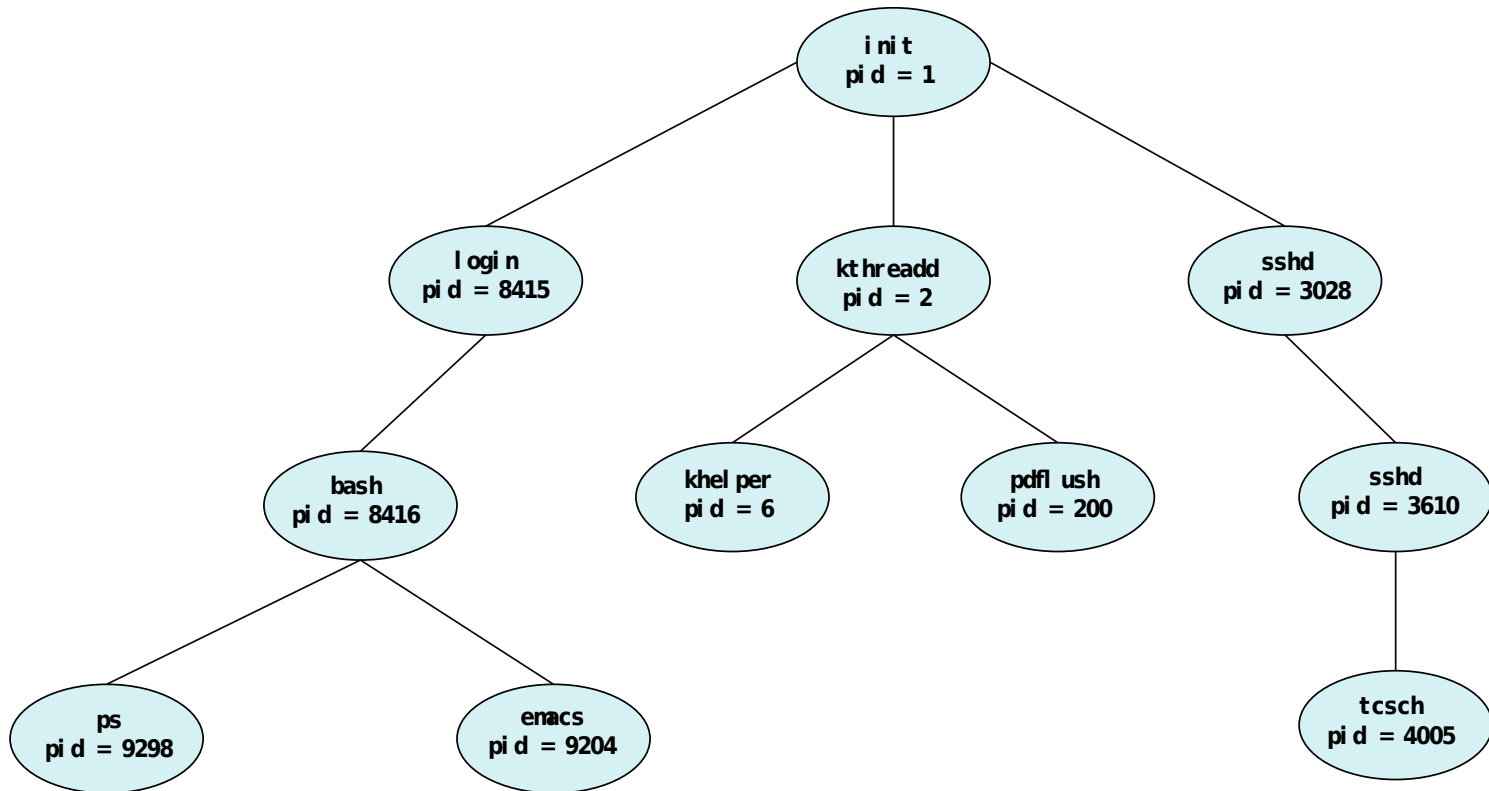 init
pid = 1
login
pid = 8415
kthreadd
pid = 2
sshd
pid = 3028
bash
pid = 8416
khelper
pid = 6
pdflush
pid = 200
sshd
pid = 3610
ps
pid = 9298
emacs
pid = 9204
tcsch
pid = 4005